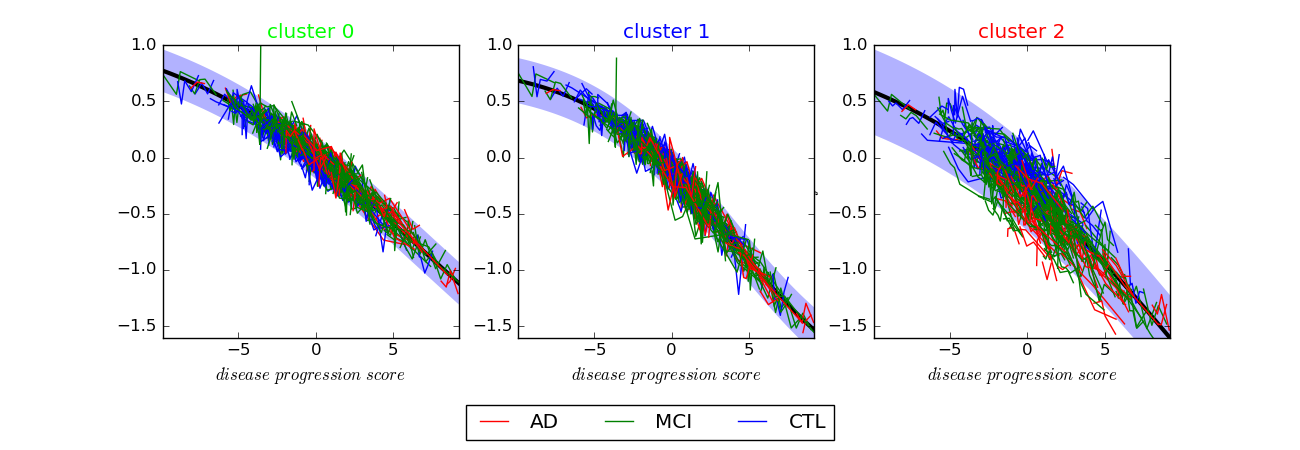 cluster 0 cluster 1 cluster 2
1.0 1.0 1.0
0.5 0.5 0.5
0.0 0.0 0.0
−0.5 −0.5 −0.5
−1.0 −1.0 −1.0
−1.5 −1.5 −1.5
−5 0 5 −5 0 5 −5 0 5
disease progression score disease progression score disease progression score
AD MCI CTL